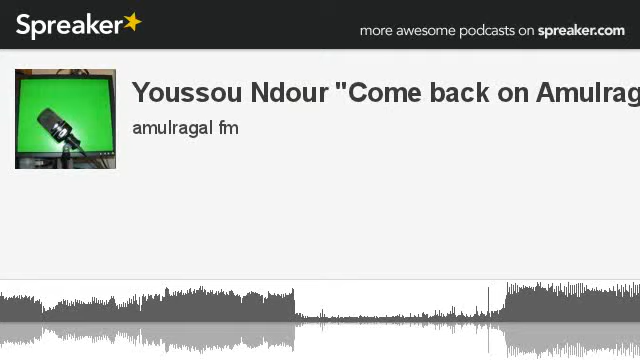 Spreaker
more awesome podcasts on spreaker.com
Youssou Ndour "Come back on Amulrag
amulragal fm